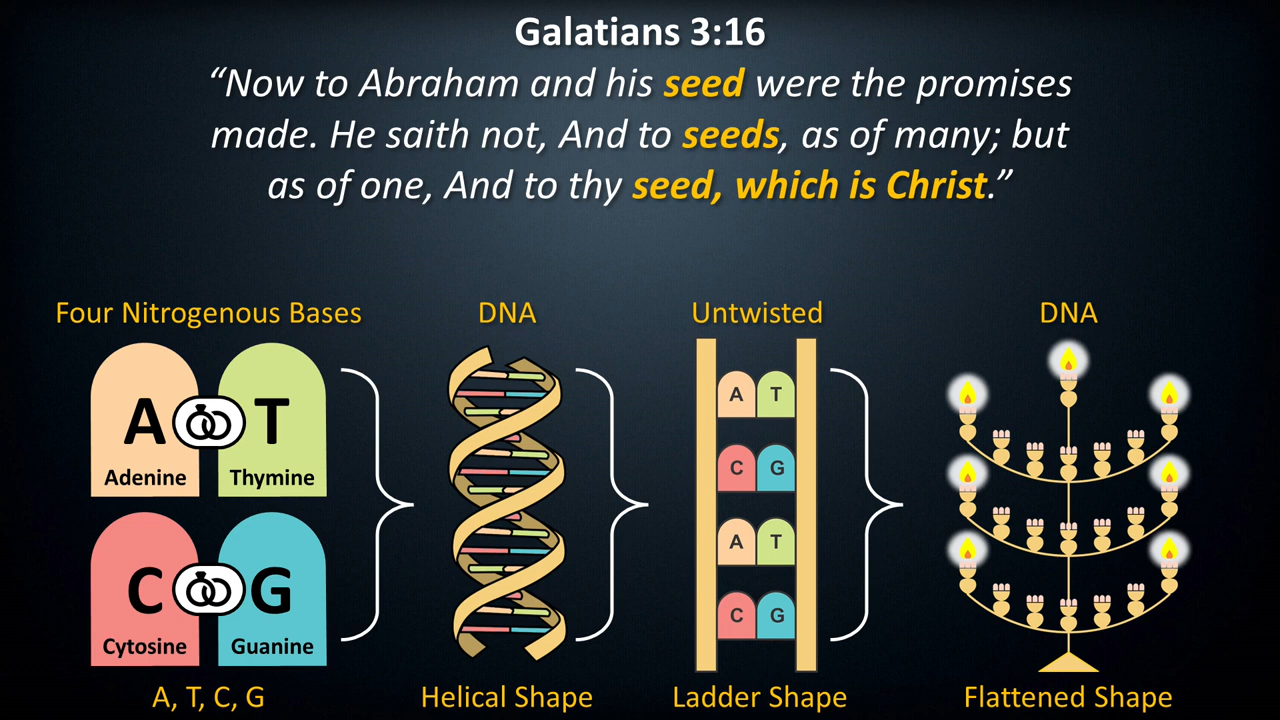 Galatians 3:16
“Now to Abraham and his seed were the promises
made. He saith not, And to seeds, as of many; but
as of one, And to thy seed, which is Christ.”
Four Nitrogenous Bases
A T
Adenine Thymine
C G
Cytosine Guanine
A, T, C, G
DNA
Helical Shape
Untwisted
A T
C G
A T
C G
Ladder Shape
DNA
Flattened Shape